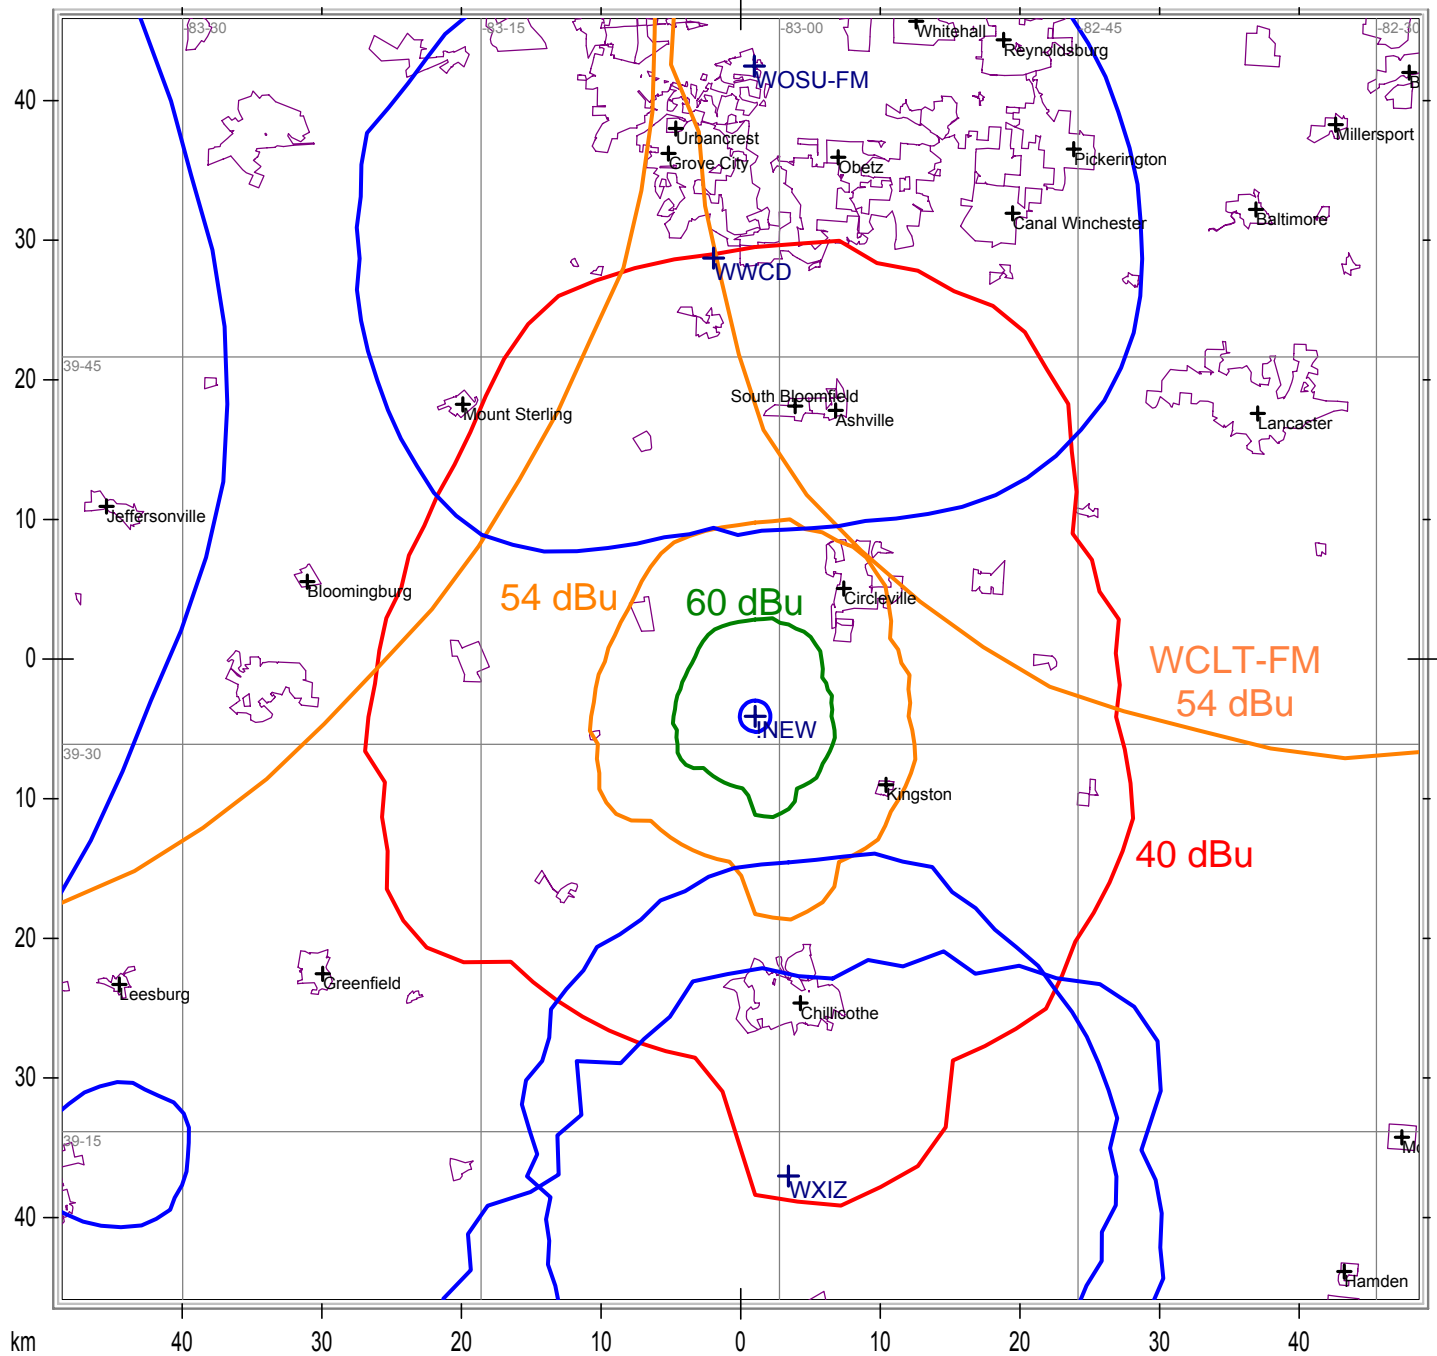 -83-30
-83-15
-83-00
-82-45
-82-30
Whitehall
Reynoldsburg
WOSU-FM
B
40
Urbancrest
Millersport
Grove City
Obetz
Pickerington
Canal Winchester
Baltimore
30
WWCD
39-45
20
South Bloomfield
Mount Sterling
Ashville
Lancaster
10
Jeffersonville
Bloomingburg
54 dBu
60 dBu
Circleville
0
WCLT-FM
54 dBu
!NEW
39-30
10
Kingston
40 dBu
20
Greenfield
Leesburg
Chillicothe
30
39-15
Mc
WXIZ
40
Hamden
km
40
30
20
10
0
10
20
30
40